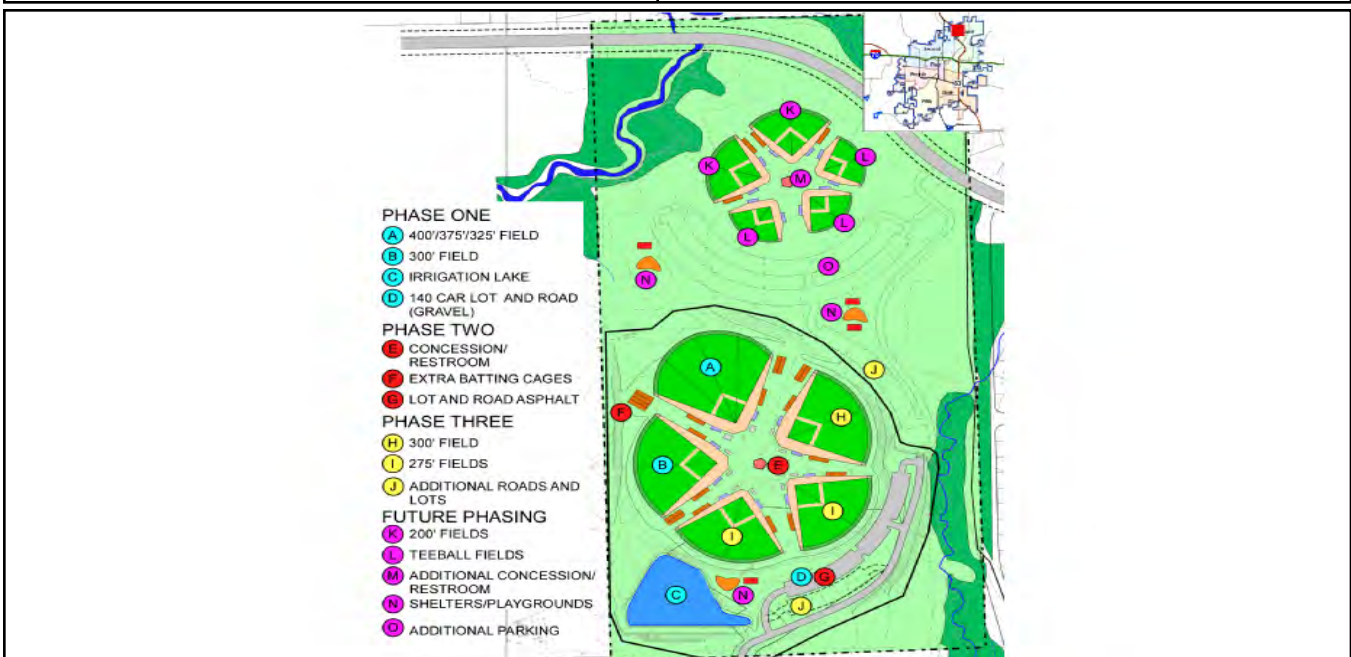 PHASE ONE
A 400'/375'/325' FIELD
B 300' FIELD
C IRRIGATION LAKE
D 140 CAR LOT AND ROAD
(GRAVEL)
PHASE TWO
E CONCESSION/
RESTROOM
F EXTRA BATTING CAGES
G LOT AND ROAD ASPHALT
PHASE THREE
H 300' FIELD
I 275' FIELDS
J ADDITIONAL ROADS AND
LOTS
FUTURE PHASING
K 200' FIELDS
L TEEBALL FIELDS
M ADDITIONAL CONCESSION/
RESTROOM
N SHELTERS/PLAYGROUNDS
O ADDITIONAL PARKING
K
K
L
M
L
L
O
N
N
J
A
F
H
B
E
I
I
D G
C
N
J